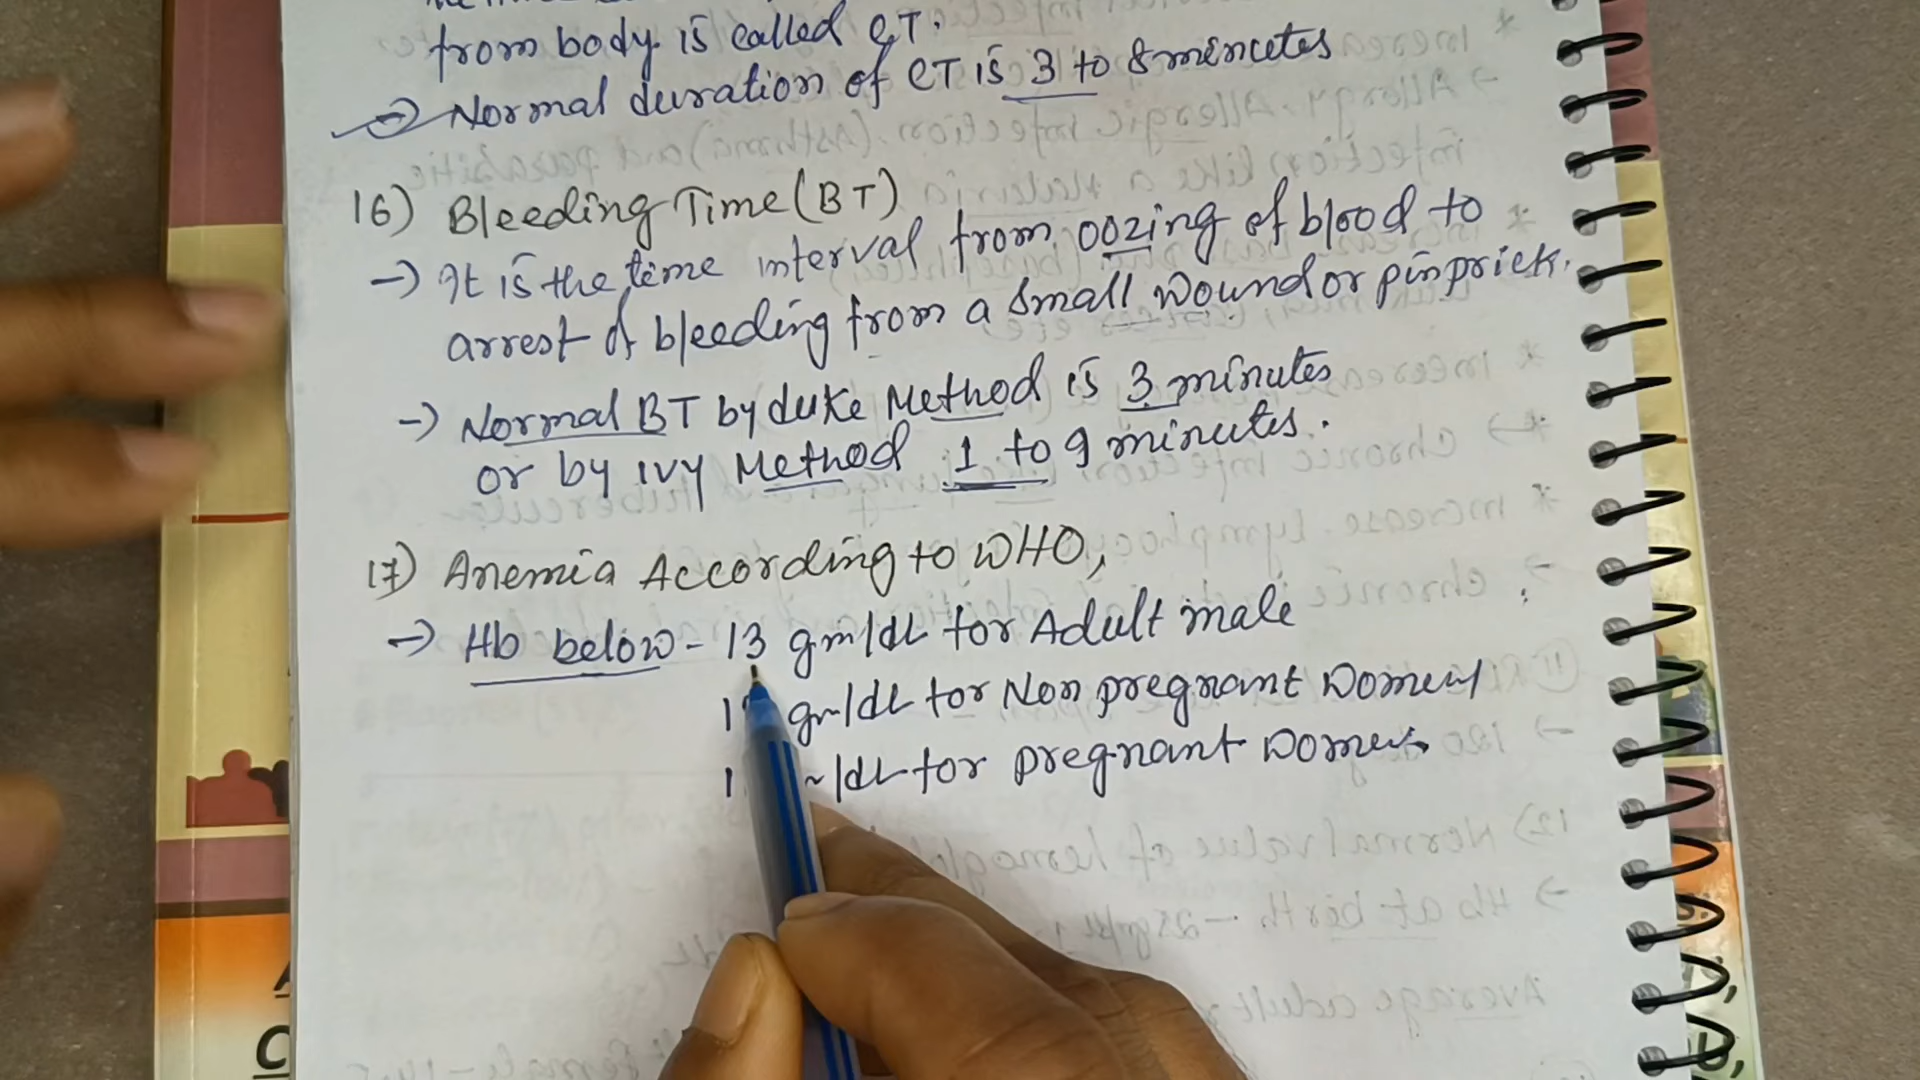 from body is called CT.
→ Normal duration of CT is 3 to 8 minutes
16) Bleeding Time (BT)
→ It is the time interval from oozing of blood to
arrest of bleeding from a small wound or pinprick.
→ Normal BT by duke Method is 3 minutes
or by IVY Method 1 to 9 minutes.
17) Anemia According to WHO,
→ Hb below - 13 gm/dL for Adult male
gm/dL for Non pregnant women
/dL for pregnant women